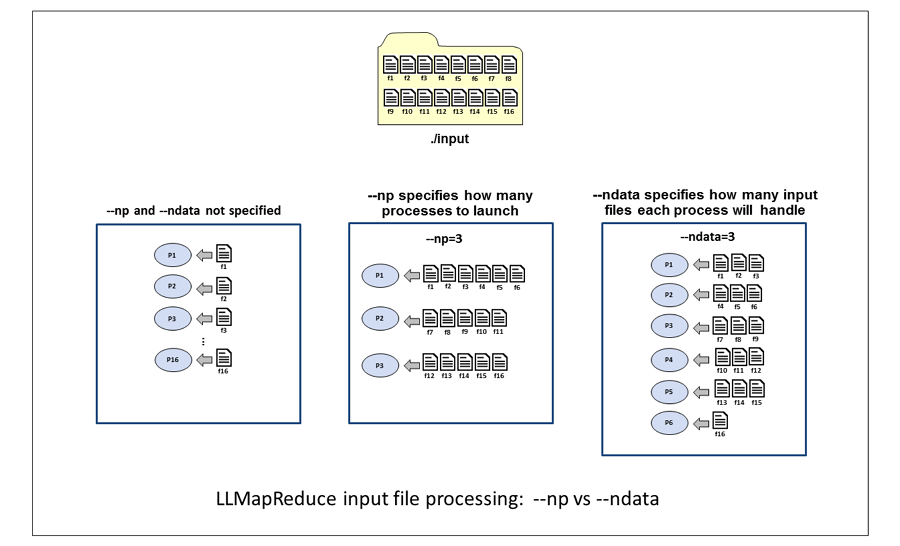 f1 f2 f3 f4 f5 f6 f7 f8
f9 f10 f11 f12 f13 f14 f15 f16
./input
--np and --ndata not specified
P1
f1
P2
f2
P3
f3
⋮
P16
f16
--np specifies how many
processes to launch
--np=3
P1
f1 f2 f3 f4 f5 f6
P2
f7 f8 f9 f10 f11
P3
f12 f13 f14 f15 f16
--ndata specifies how many input
files each process will handle
--ndata=3
P1
f1 f2 f3
P2
f4 f5 f6
P3
f7 f8 f9
P4
f10 f11 f12
P5
f13 f14 f15
P6
f16
LLMapReduce input file processing: --np vs --ndata